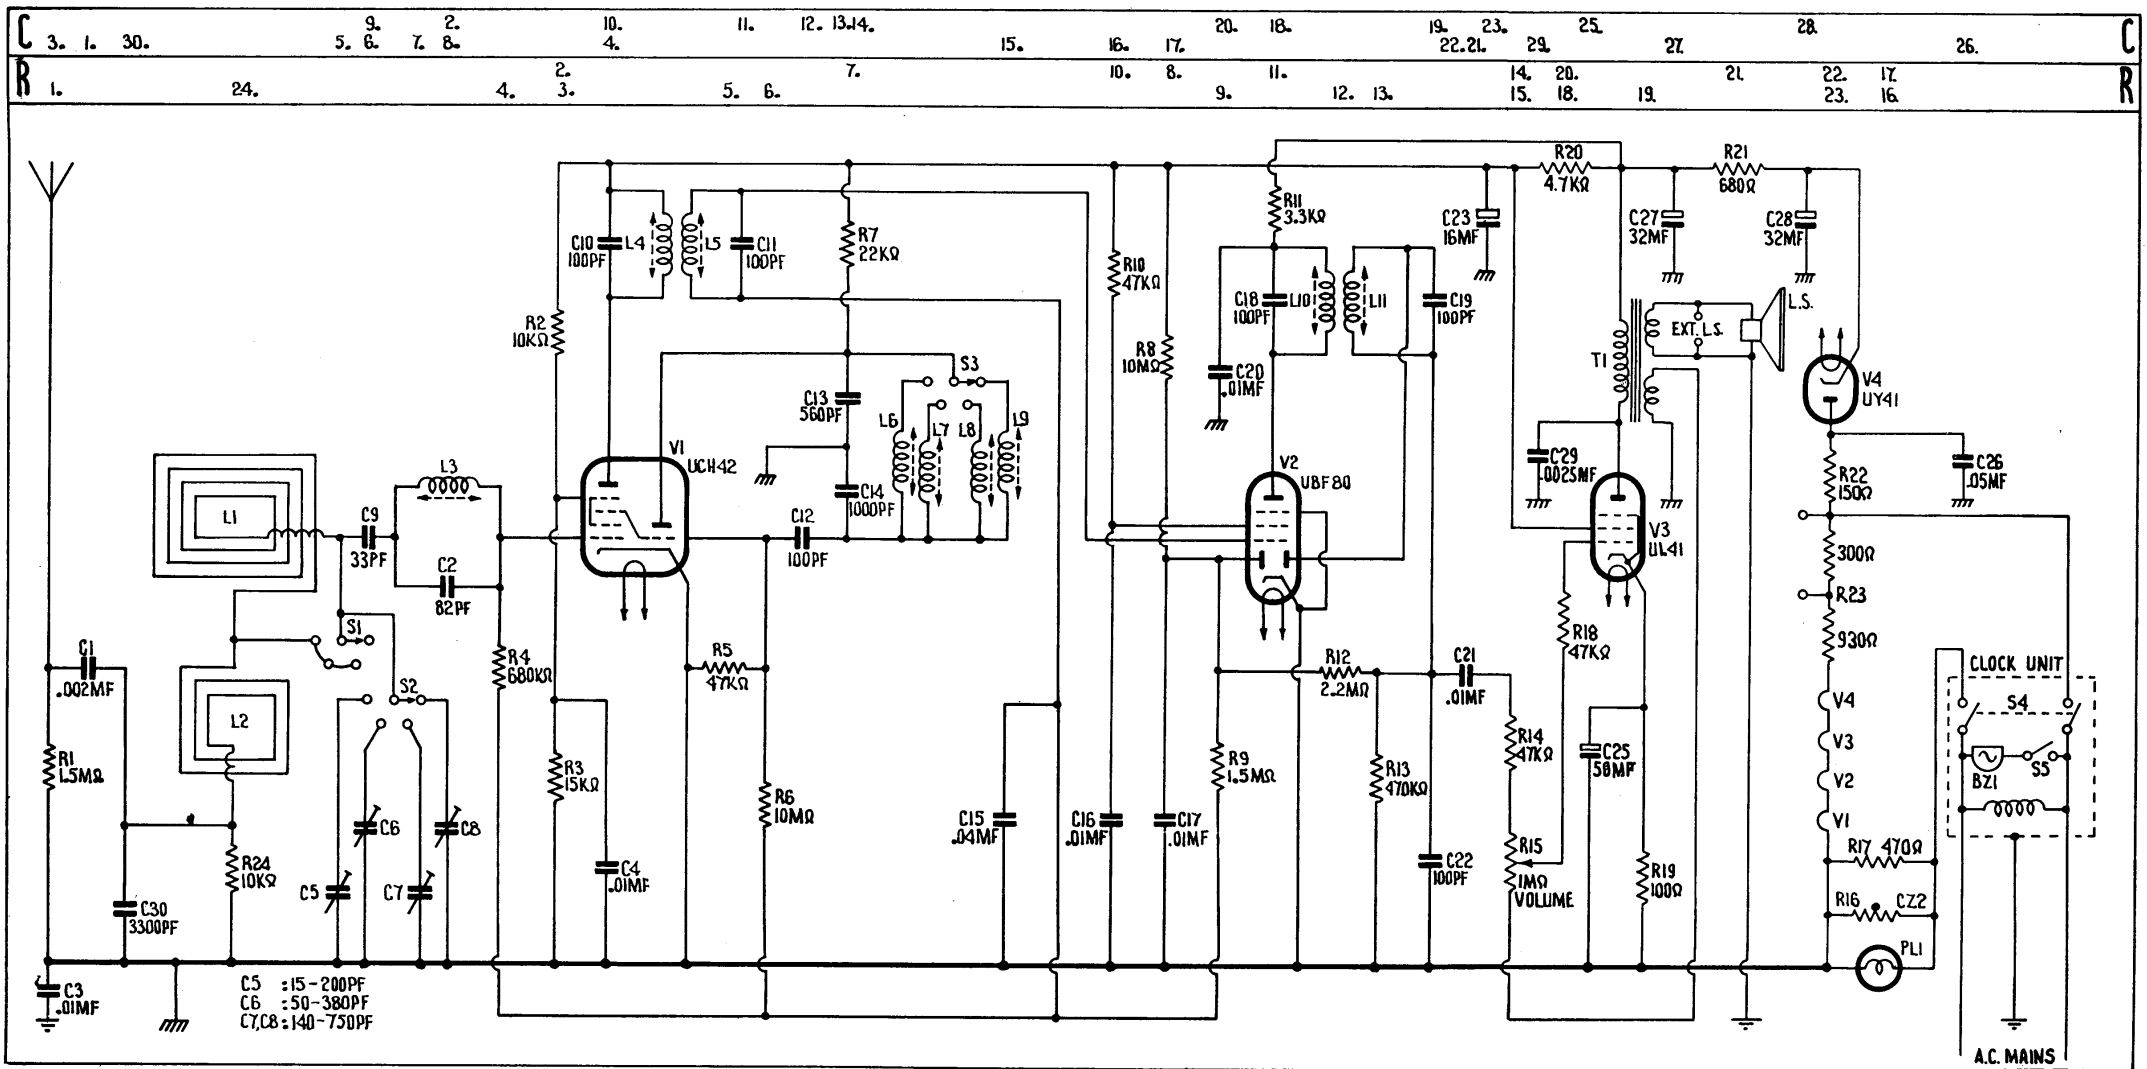 C 3. 1. 30. 5. 9. 6. 7. 2. 8. 10. 4. 11. 12. 13. 14. 15. 16. 17. 20. 18. 19. 22. 21. 23. 29. 25. 27. 28. 26. C
R 1. 24. 4. 2. 3. 5. 6. 7. 10. 8. 9. 11. 12. 13. 14. 15. 20. 18. 19. 21. 22. 23. 17. 16. R
R20
4.7KΩ
R21
680Ω
R11
3.3KΩ
C23
16MF
C27
32MF
C28
32MF
C10
100PF
L4
L5
C11
100PF
R7
22KΩ
R10
47KΩ
C18
100PF
L10
L11
C19
100PF
L.S.
EXT. L.S.
T1
R2
10KΩ
R8
10MΩ
C20
.01MF
S3
C13
560PF
L6
L7
L8
L9
V4
UY41
V1
UCH42
V2
UBF80
C29
.0025MF
V3
UL41
R22
150Ω
C26
.05MF
L3
C14
1000PF
L1
C9
33PF
C12
100PF
C2
82PF
300Ω
R23
930Ω
S1
C1
.002MF
R4
680KΩ
R5
47KΩ
R12
2.2MΩ
C21
.01MF
R18
47KΩ
CLOCK UNIT
S2
L2
V4
S4
R1
1.5MΩ
R3
15KΩ
R9
1.5MΩ
R13
470KΩ
R14
47KΩ
C25
50MF
V3
V2
BZ1
S5
R6
10MΩ
C6
C8
C15
.04MF
C16
.01MF
C17
.01MF
V1
R24
10KΩ
C5
C7
C4
.01MF
C22
100PF
R15
1MΩ
VOLUME
R19
100Ω
R17 470Ω
R16 CZ2
C30
3300PF
PL1
C3
.01MF
C5 :15-200PF
C6 :50-380PF
C7,C8:140-750PF
A.C. MAINS